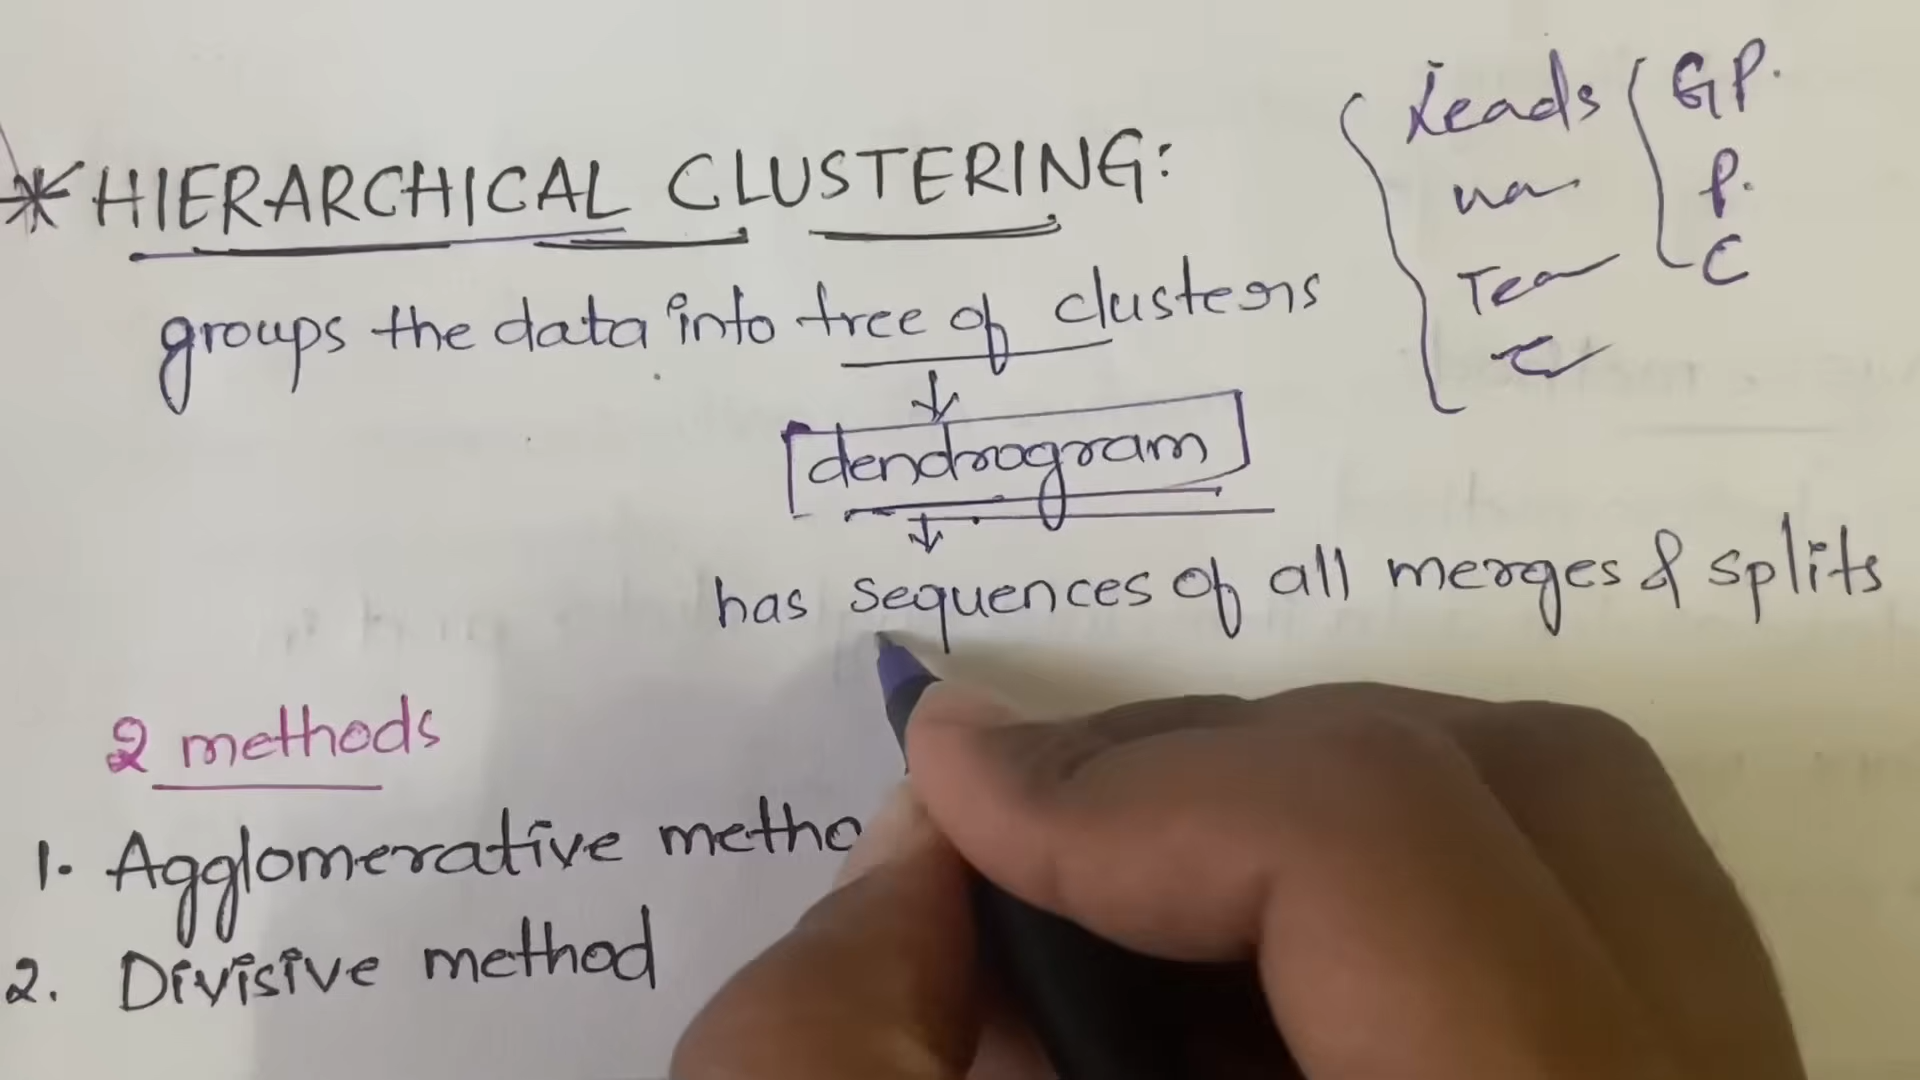 * HIERARCHICAL CLUSTERING:
groups the data into tree of clusters
dendrogram
has sequences of all merges & splits
2 methods
1. Agglomerative metho
2. Divisive method
Leads
Tea
GP.
P.
C